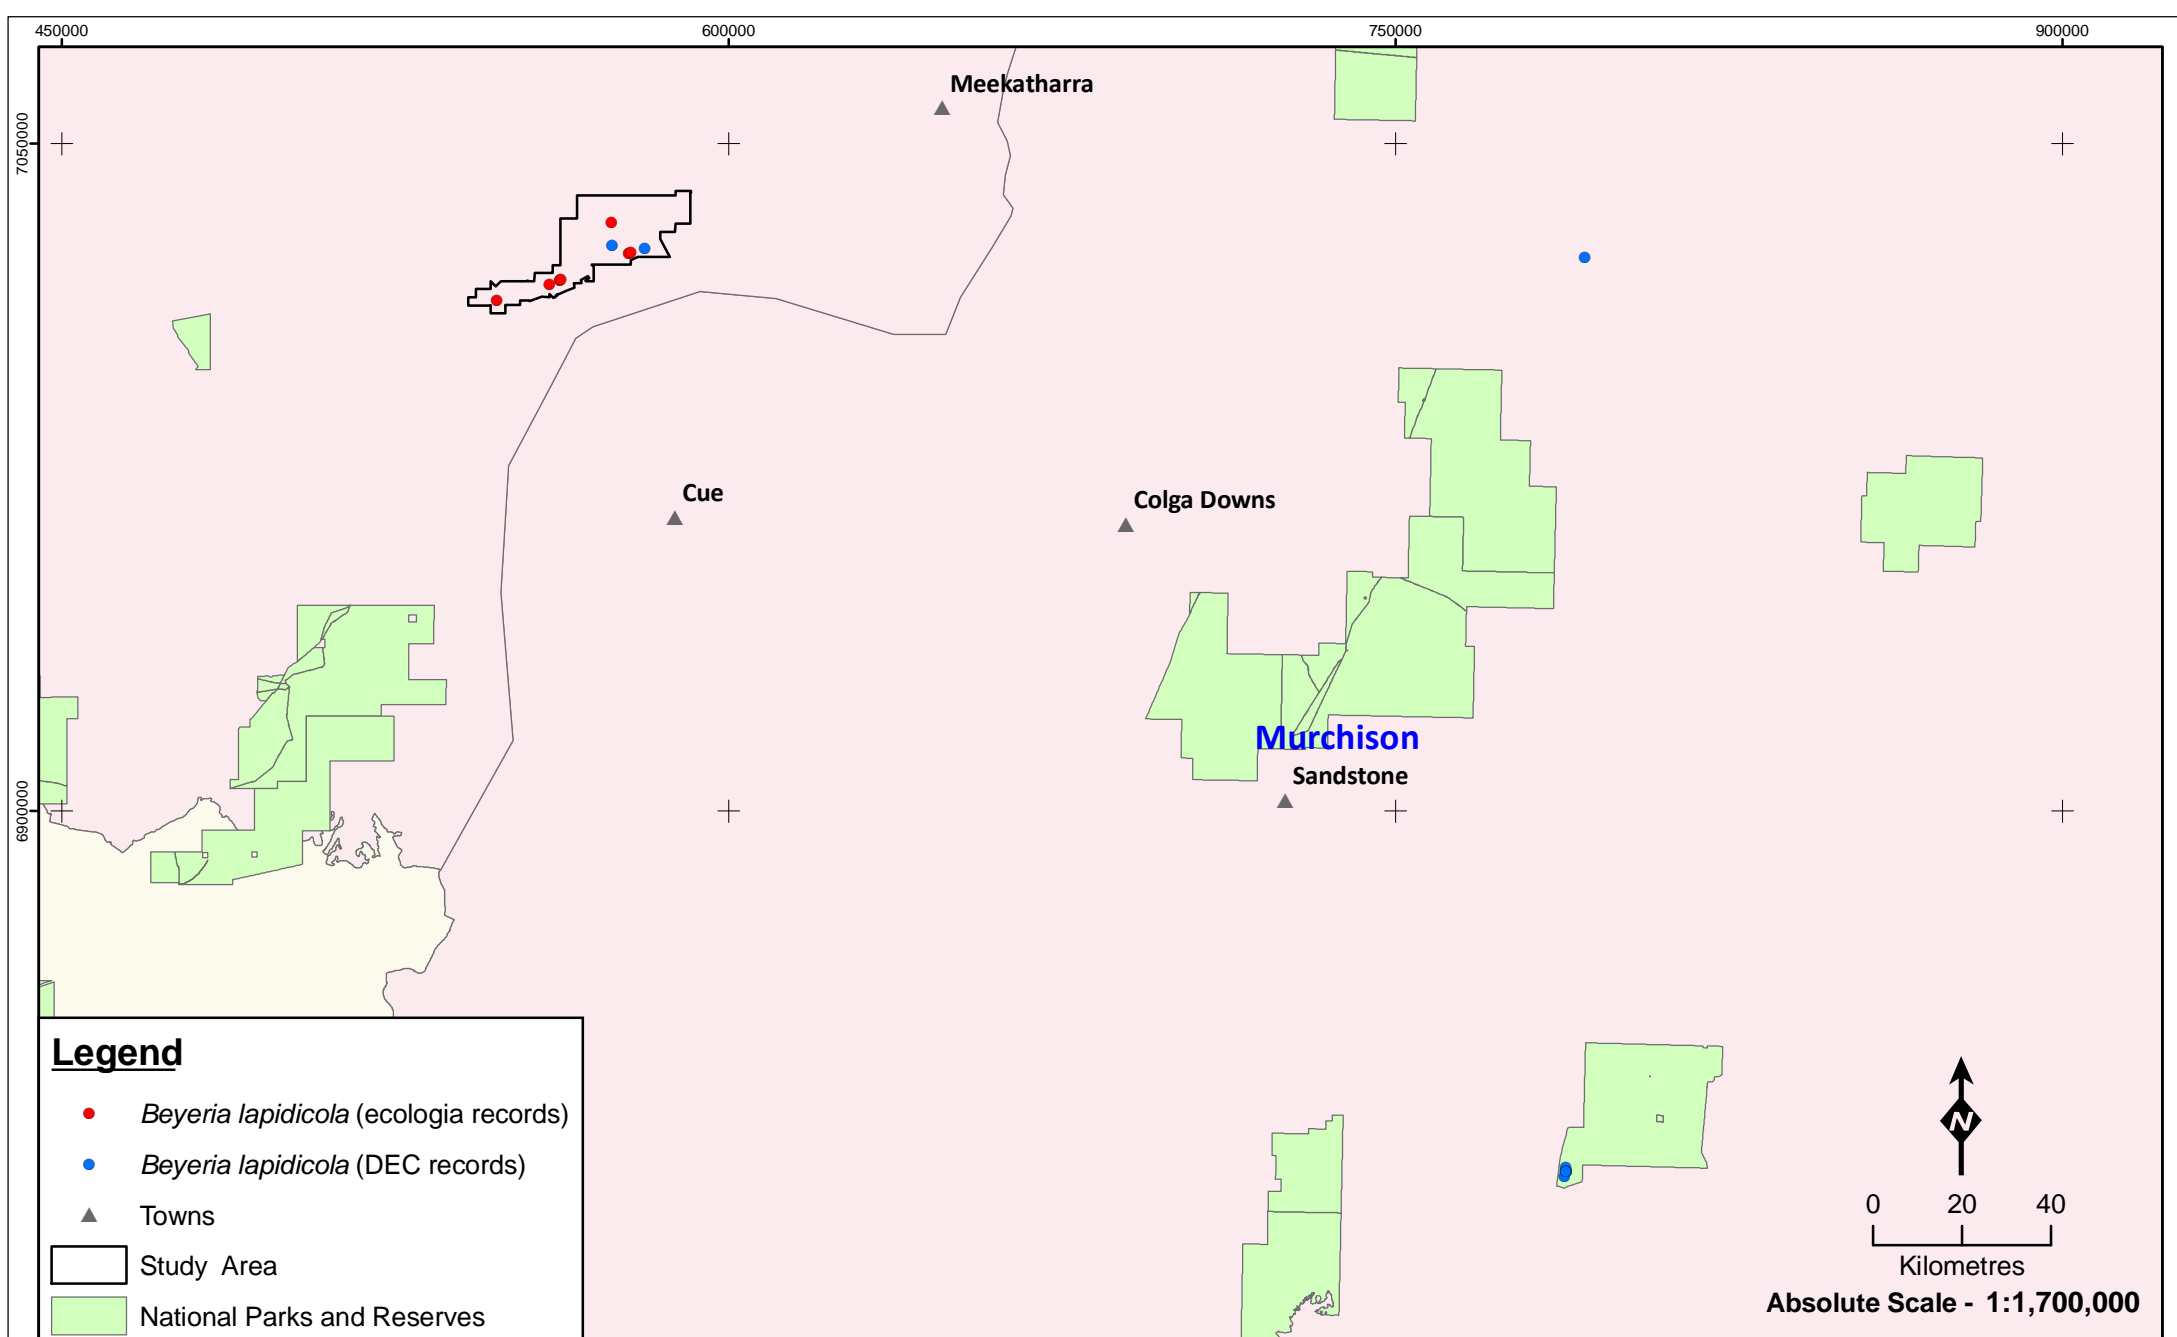 450000
600000
750000
900000
Meekatharra
7050000
Cue
Colga Downs
Murchison
Sandstone
6900000
Legend
Beyeria lapidicola (ecologia records)
Beyeria lapidicola (DEC records)
Towns
Study Area
National Parks and Reserves
N
0 20 40
Kilometres
Absolute Scale - 1:1,700,000